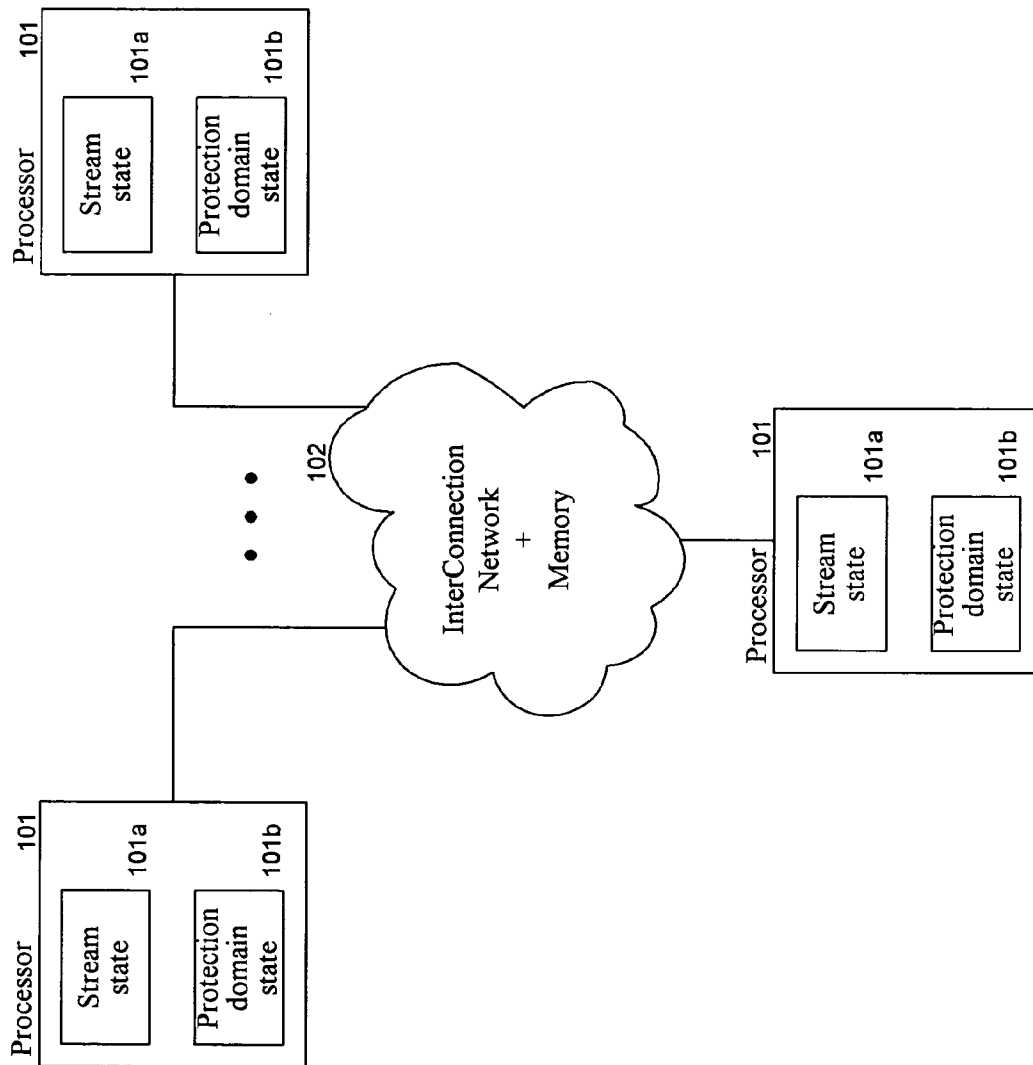 Processor 101
Stream
state
101a
Protection
domain
state
101b
Processor 101
Stream
state
101a
Protection
domain
state
101b
102
InterConnection
Network
+
Memory
Processor 101
Stream
state
101a
Protection
domain
state
101b